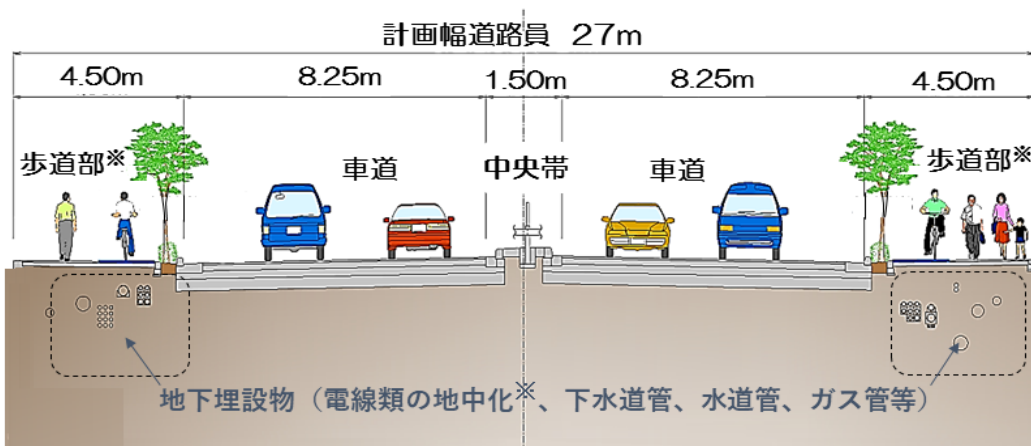 計画幅道路員 27m
4.50m 8.25m 1.50m 8.25m 4.50m
歩道部※ 車道 中央帯 車道 歩道部※
地下埋設物（電線類の地中化※、下水道管、水道管、ガス管等）